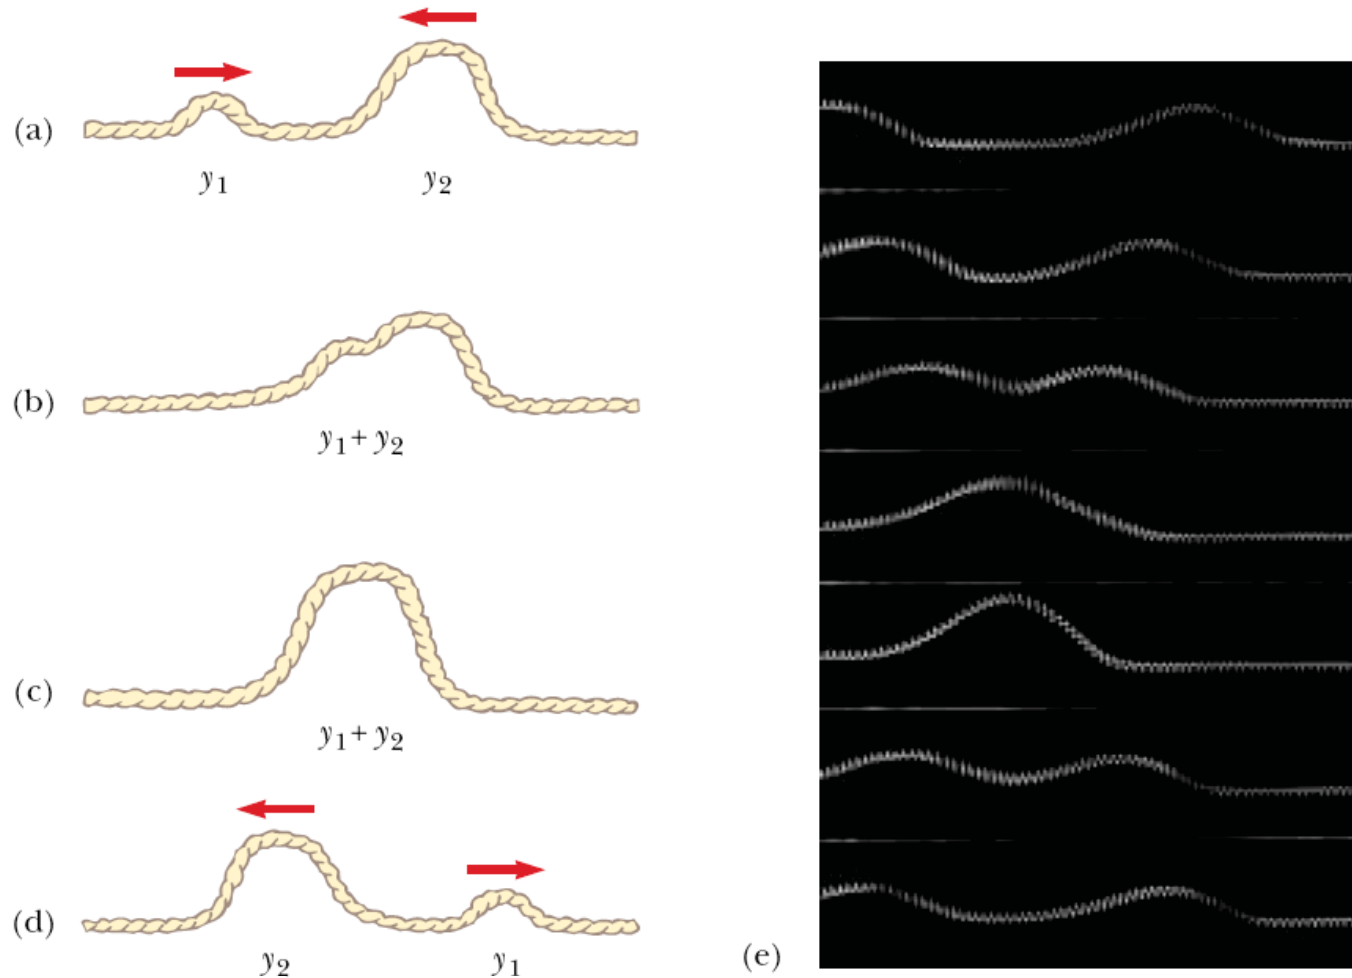 (a)
y₁ y₂
(b)
y₁ + y₂
(c)
y₁ + y₂
(d)
y₂ y₁
(e)